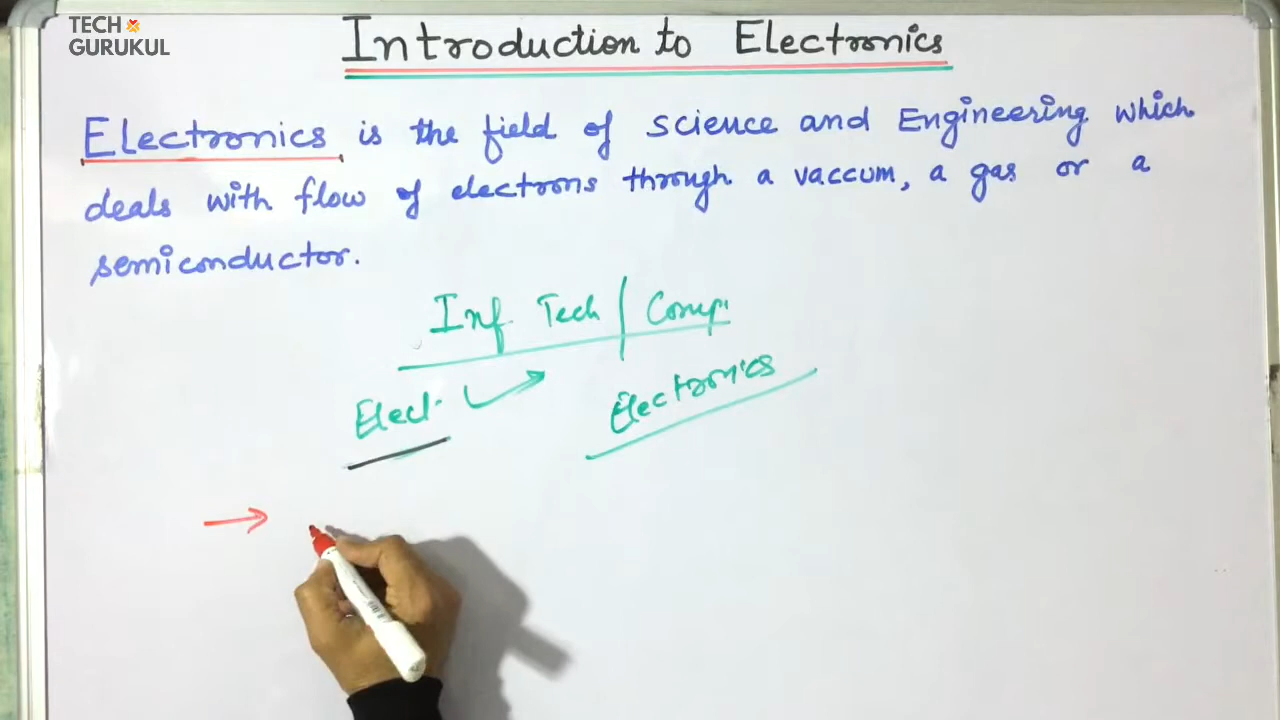 TECH
GURUKUL
Introduction to Electronics
Electronics is the field of science and Engineering which
deals with flow of electrons through a vaccum, a gas or a
semiconductor.
Inf. Tech | Comp.
Elect. Electronics